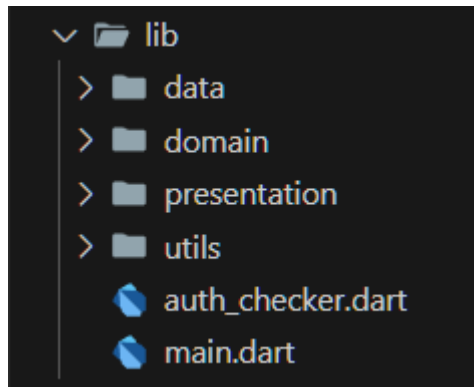 lib
data
domain
presentation
utils
auth_checker.dart
main.dart